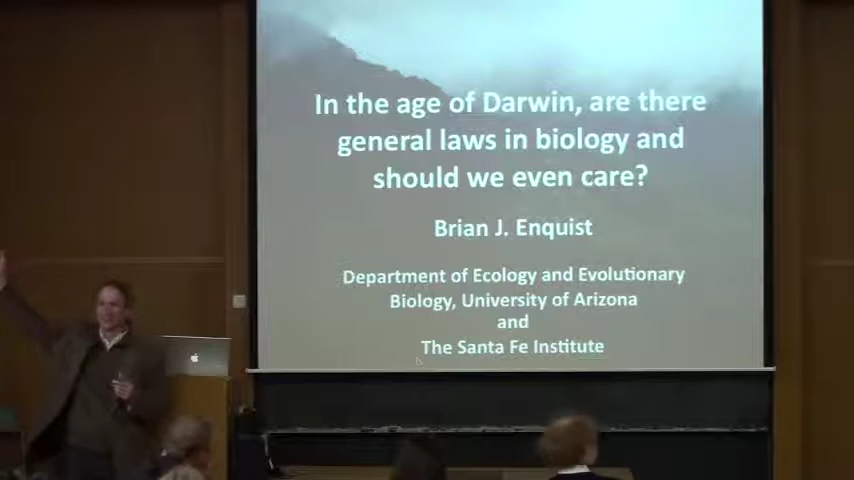 In the age of Darwin, are there
general laws in biology and
should we even care?
Brian J. Enquist
Department of Ecology and Evolutionary
Biology, University of Arizona
and
The Santa Fe Institute